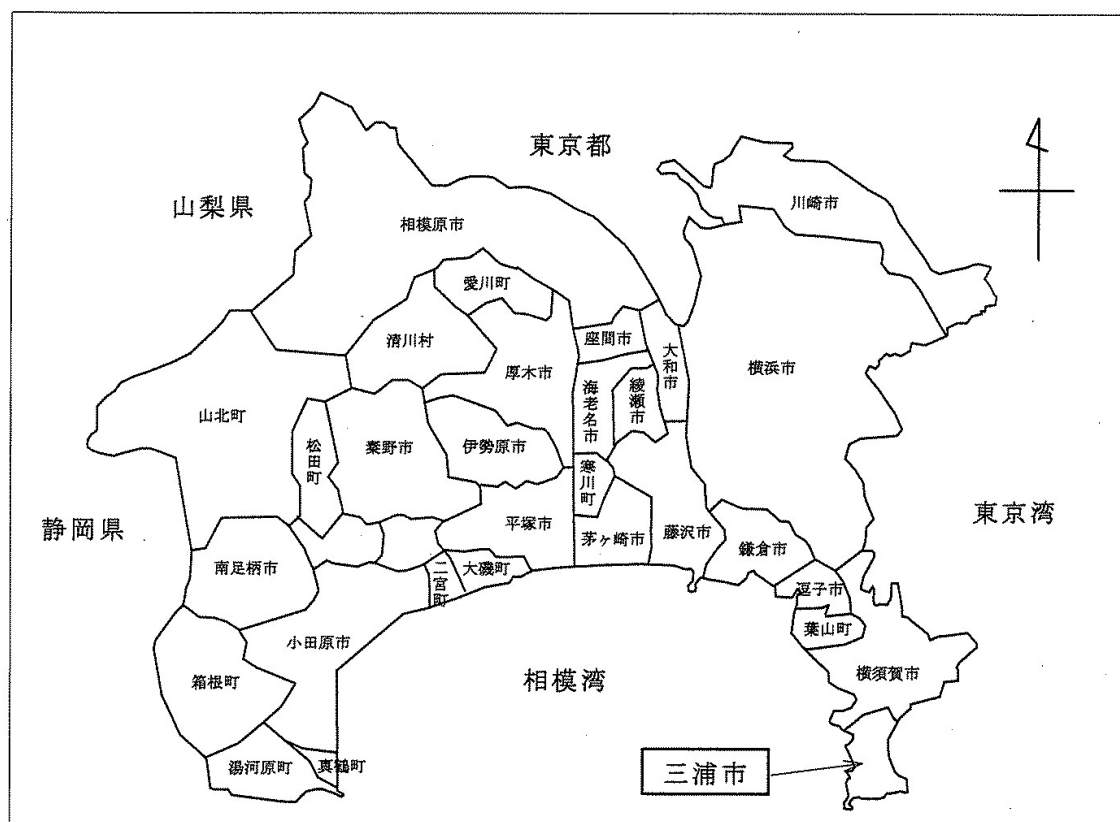 東京都
山梨県
川崎市
相模原市
愛川町
清川村
座間市
大和市
横浜市
厚木市
海老名市
綾瀬市
山北町
松田町
秦野市
伊勢原市
寒川町
静岡県
東京湾
平塚市
茅ヶ崎市
藤沢市
鎌倉市
南足柄市
二宮町
大磯町
逗子市
葉山町
小田原市
箱根町
相模湾
横須賀市
湯河原町
真鶴町
三浦市